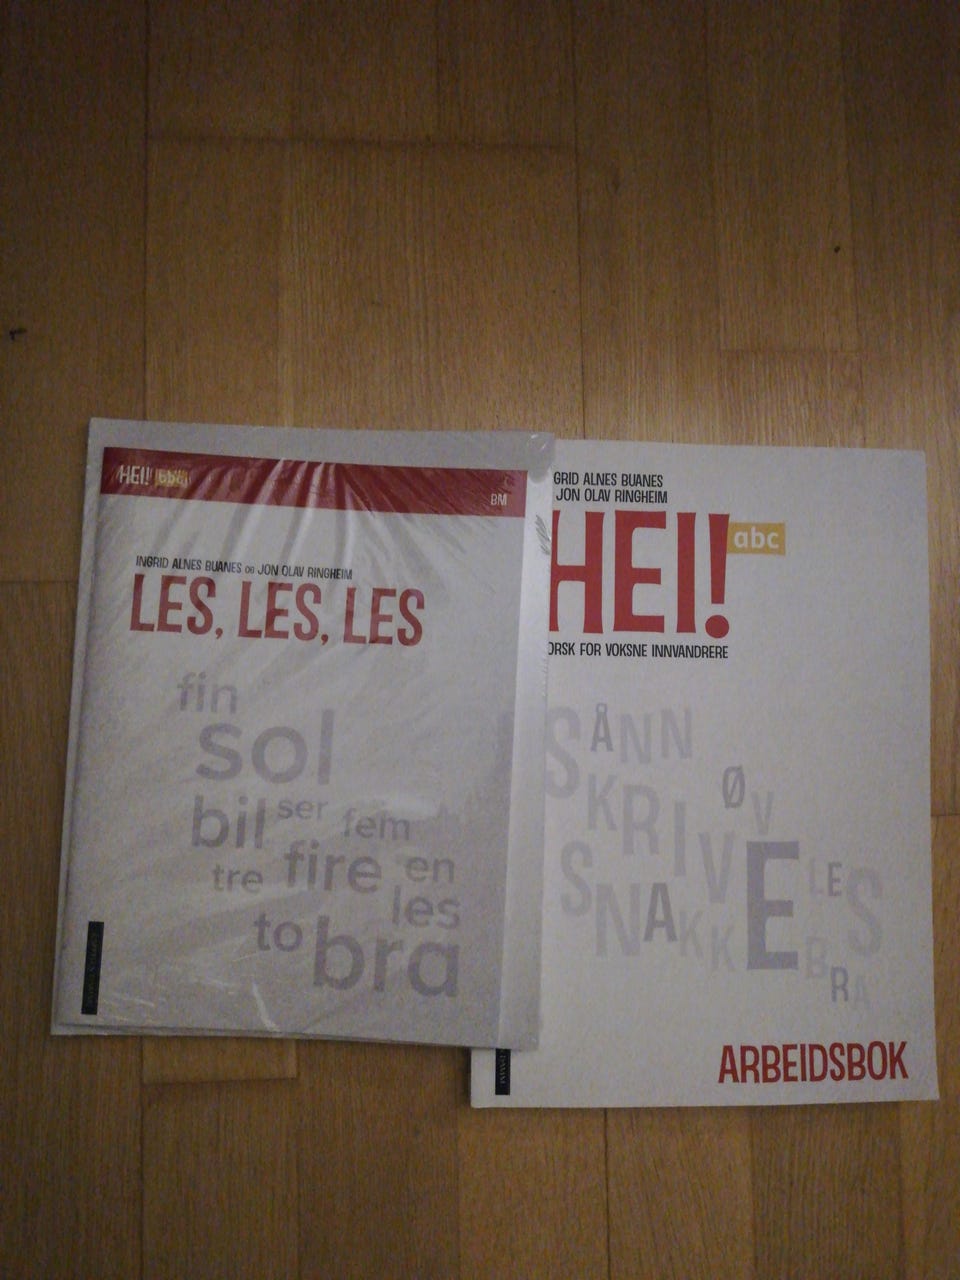 HEI! abc
BM
INGRID ALNES BUANES OG JON OLAV RINGHEIM
LES, LES, LES
fin
sol
bil ser fem
tre fire en
les
to bra
GRID ALNES BUANES
JON OLAV RINGHEIM
HEI! abc
ORSK FOR VOKSNE INNVANDRERE
SÅNN
SKRIVE ØV
SNAKK LES
BRA
ARBEIDSBOK